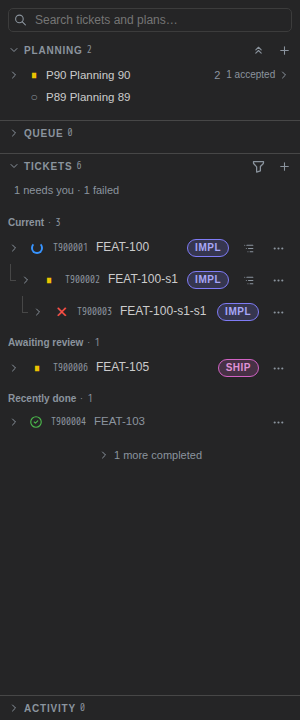 Search tickets and plans…
PLANNING 2
P90 Planning 90 2 1 accepted
P89 Planning 89
QUEUE 0
TICKETS 6
1 needs you · 1 failed
Current · 3
T900001 FEAT-100 IMPL
T900002 FEAT-100-s1 IMPL
T900003 FEAT-100-s1-s1 IMPL
Awaiting review · 1
T900006 FEAT-105 SHIP
Recently done · 1
T900004 FEAT-103
1 more completed
ACTIVITY 0